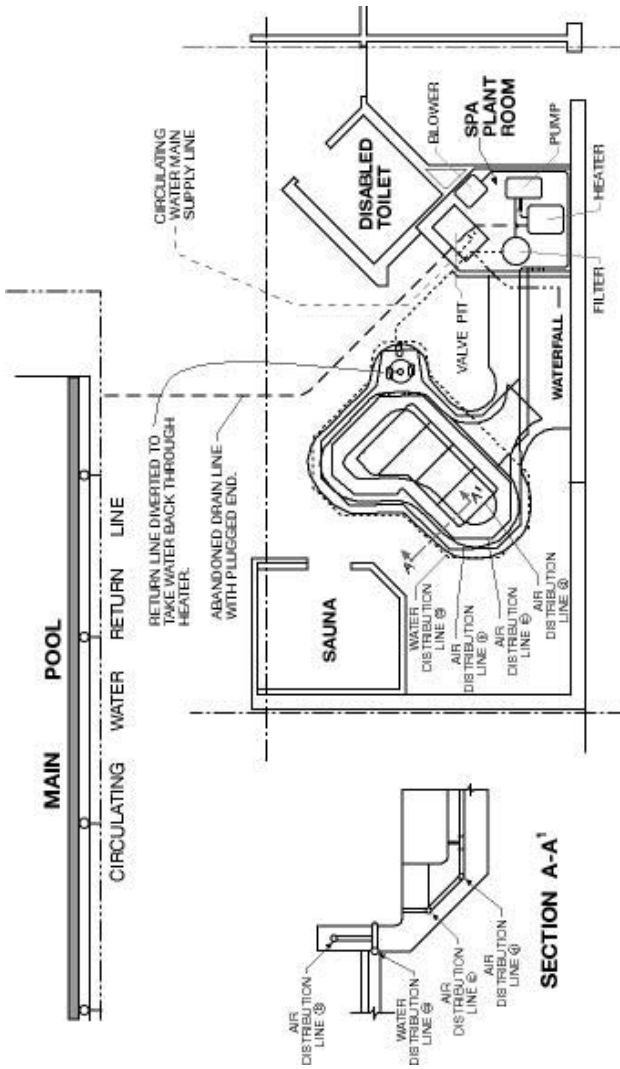 MAIN POOL
CIRCULATING WATER RETURN LINE
RETURN LINE DIVERTED TO
TAKE WATER BACK THROUGH
HEATER.
ABANDONED DRAIN LINE
WITH PLUGGED END.
CIRCULATING
WATER MAIN
SUPPLY LINE
SAUNA
DISABLED
TOILET
BLOWER
SPA
PLANT
ROOM
PUMP
HEATER
FILTER
VALVE PIT
WATERFALL
A
A1
WATER
DISTRIBUTION
LINE
AIR
DISTRIBUTION
LINE
AIR
DISTRIBUTION
LINE
AIR
DISTRIBUTION
LINE
AIR
DISTRIBUTION
LINE
WATER
DISTRIBUTION
LINE
AIR
DISTRIBUTION
LINE
AIR
DISTRIBUTION
LINE
SECTION A-A¹